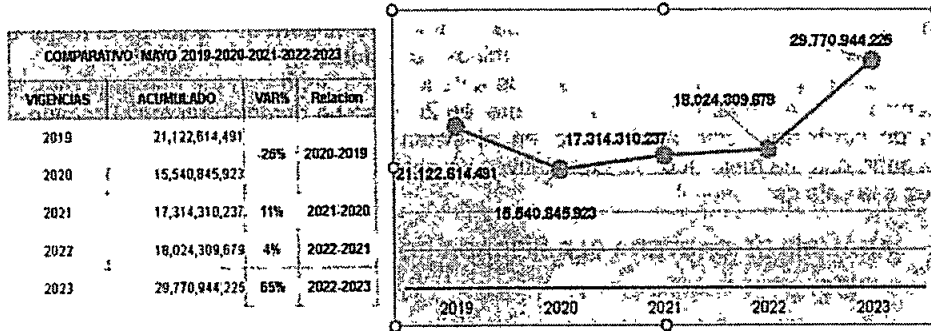 COMPARATIVO MAYO 2019-2020-2021-2022-2023
VIGENCIAS ACUMULADO VAR% Relacion
2019 21,122,614,491
-26% 2020-2019
2020 15,540,845,923
2021 17,314,310,237 11% 2021-2020
2022 18,024,309,679 4% 2022-2021
2023 29,770,944,225 65% 2022-2023
29.770.944.225
18.024.309.679
17.314.310.237
21.122.614.491
15.540.845.923
2019 2020 2021 2022 2023